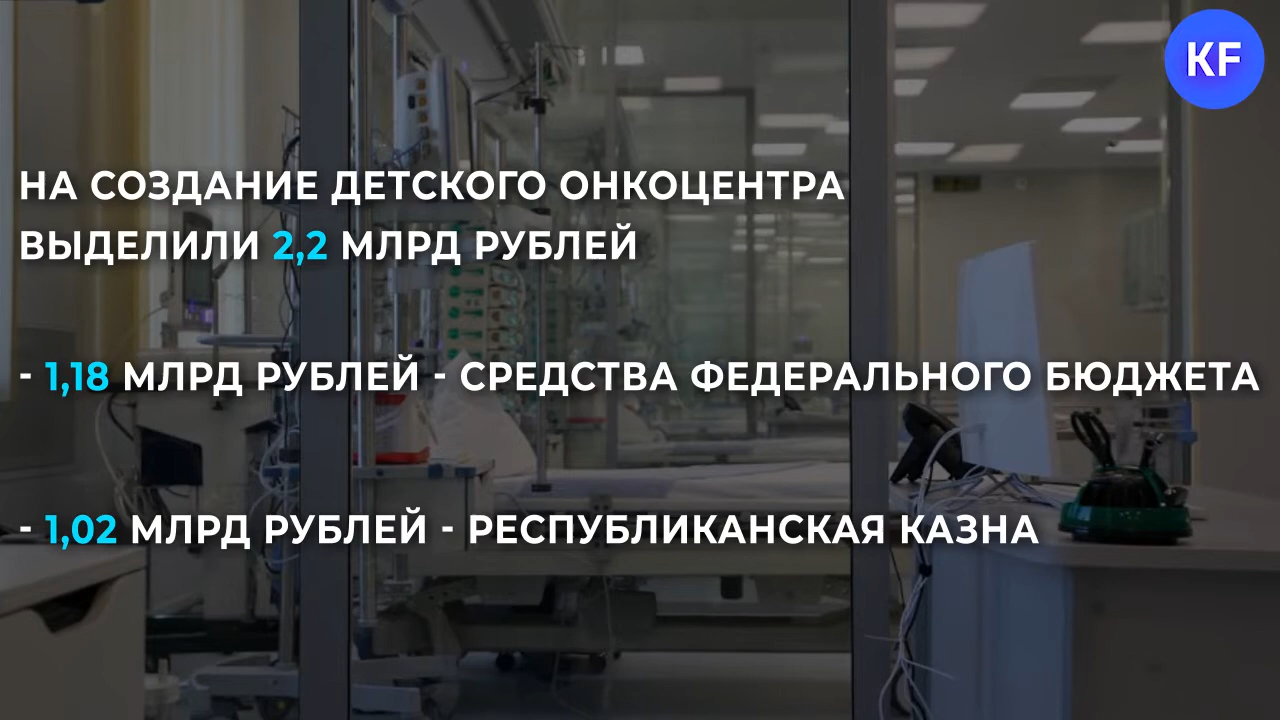 KF
НА СОЗДАНИЕ ДЕТСКОГО ОНКОЦЕНТРА
ВЫДЕЛИЛИ 2,2 МЛРД РУБЛЕЙ
- 1,18 МЛРД РУБЛЕЙ - СРЕДСТВА ФЕДЕРАЛЬНОГО БЮДЖЕТА
- 1,02 МЛРД РУБЛЕЙ - РЕСПУБЛИКАНСКАЯ КАЗНА